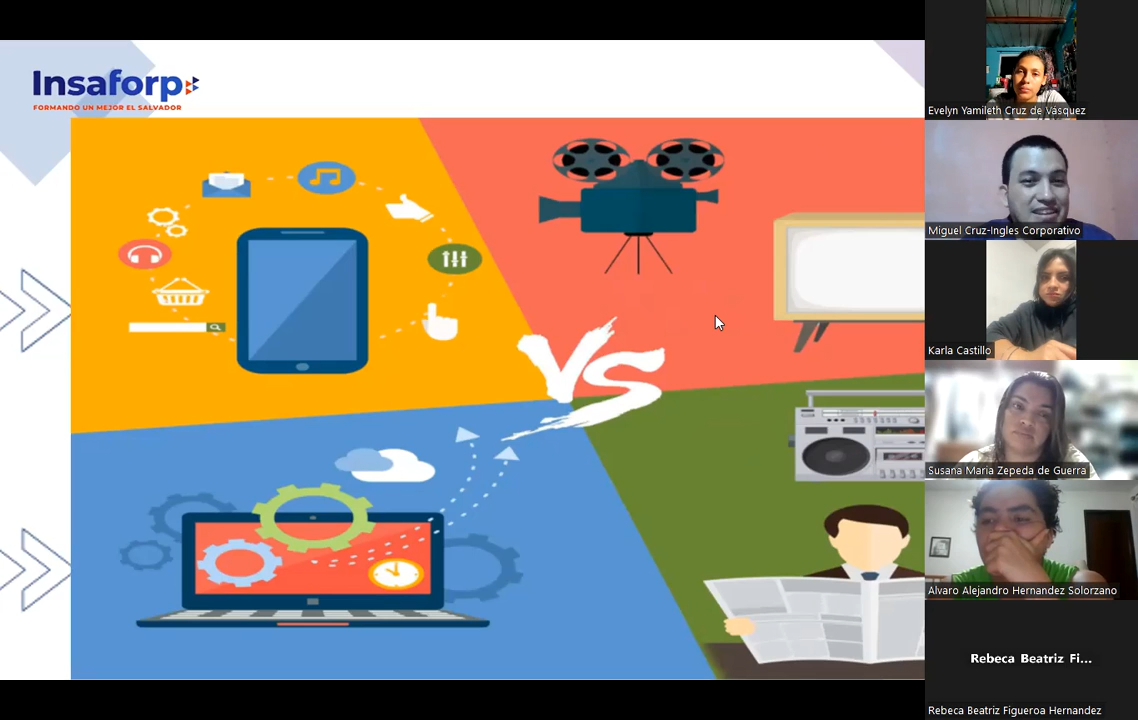 Insaforp
FORMANDO UN MEJOR EL SALVADOR
VS
Evelyn Yamileth Cruz de Vásquez
Miguel Cruz-Ingles Corporativo
Karla Castillo
Susana Maria Zepeda de Guerra
Alvaro Alejandro Hernandez Solorzano
Rebeca Beatriz Fi...
Rebeca Beatriz Figueroa Hernandez